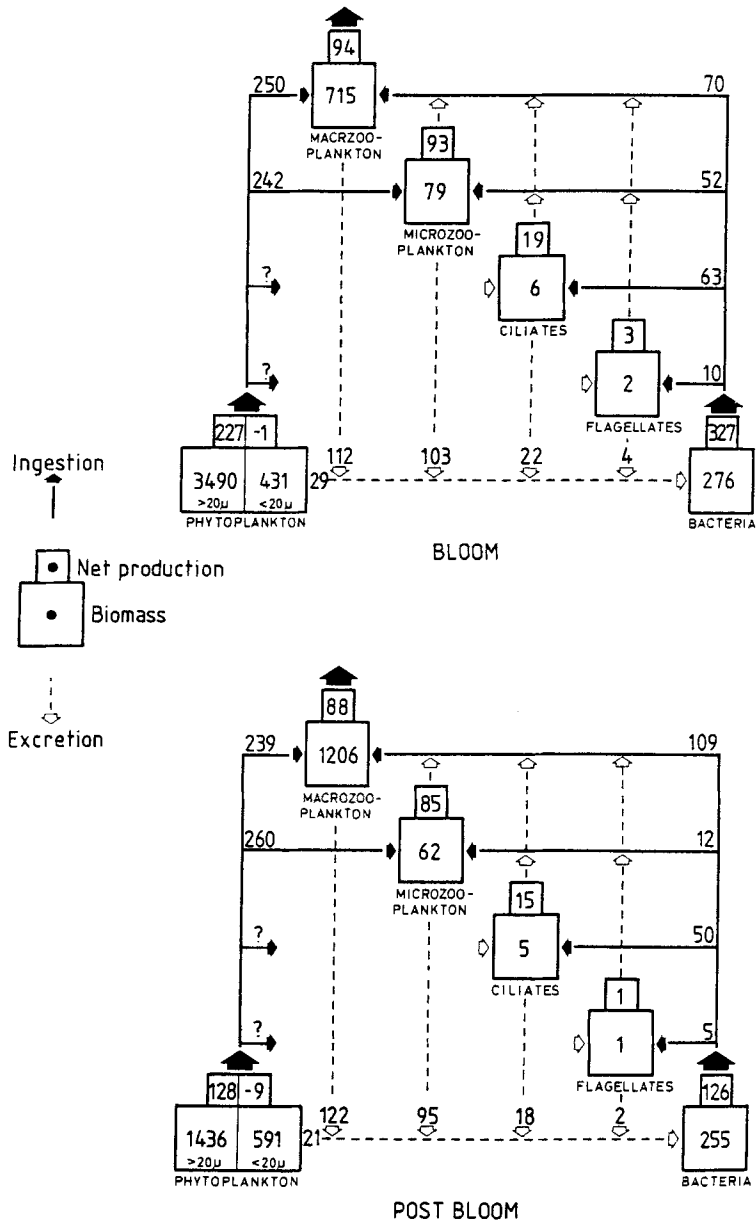 94
250
715
70
MACRZOO-
PLANKTON
93
242
79
52
MICROZOO-
PLANKTON
19
?
6
63
CILIATES
3
?
2
10
FLAGELLATES
227 -1
327
3490 431
>20µ <20µ
29
112
103
22
4
276
PHYTOPLANKTON
BACTERIA
BLOOM
Ingestion
Net production
Biomass
Excretion
88
239
1206
109
MACROZOO-
PLANKTON
85
260
62
12
MICROZOO-
PLANKTON
15
?
5
50
CILIATES
1
?
1
5
FLAGELLATES
128 -9
126
1436 591
>20µ <20µ
21
122
95
18
2
255
PHYTOPLANKTON
BACTERIA
POST BLOOM